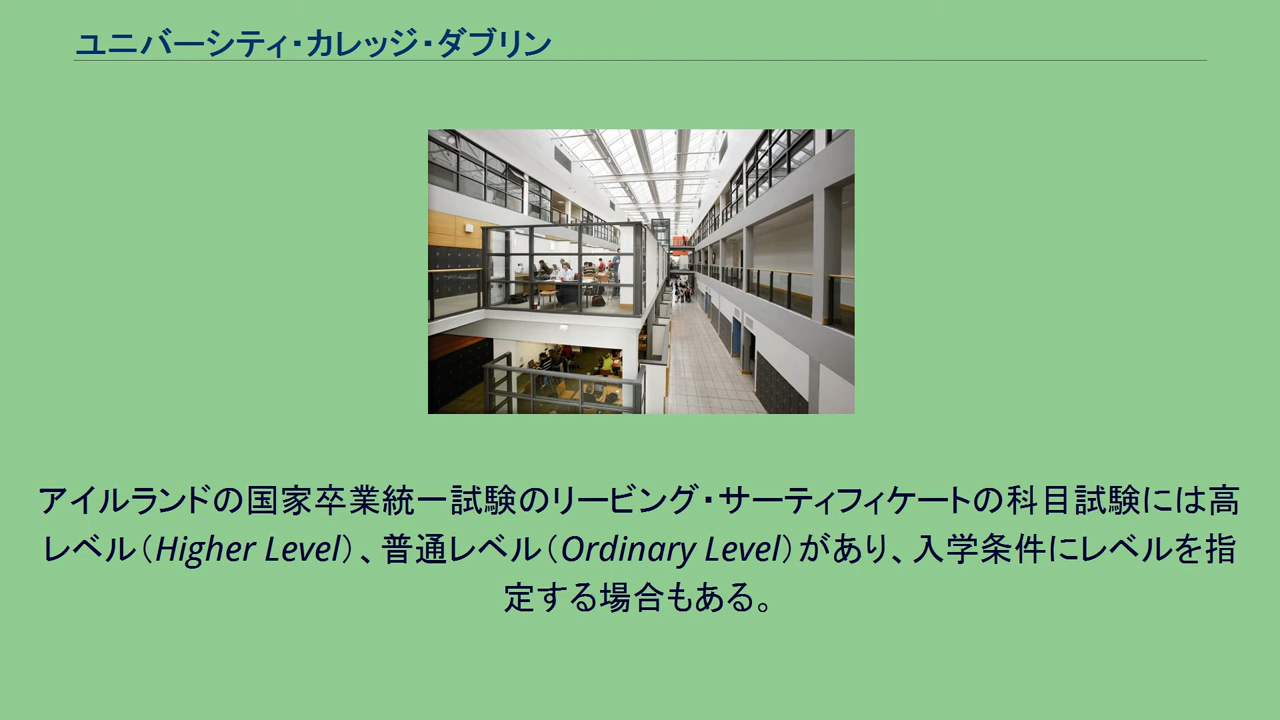 ユニバーシティ・カレッジ・ダブリン
アイルランドの国家卒業統一試験のリービング・サーティフィケートの科目試験には高
レベル（Higher Level）、普通レベル（Ordinary Level）があり、入学条件にレベルを指
定する場合もある。